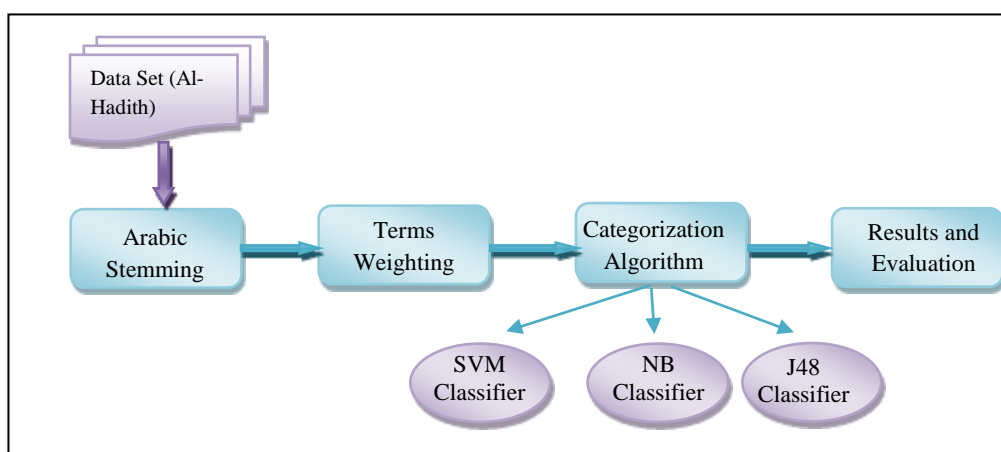 Data Set (Al-
Hadith)
Arabic
Stemming
Terms
Weighting
Categorization
Algorithm
Results and
Evaluation
SVM
Classifier
NB
Classifier
J48
Classifier